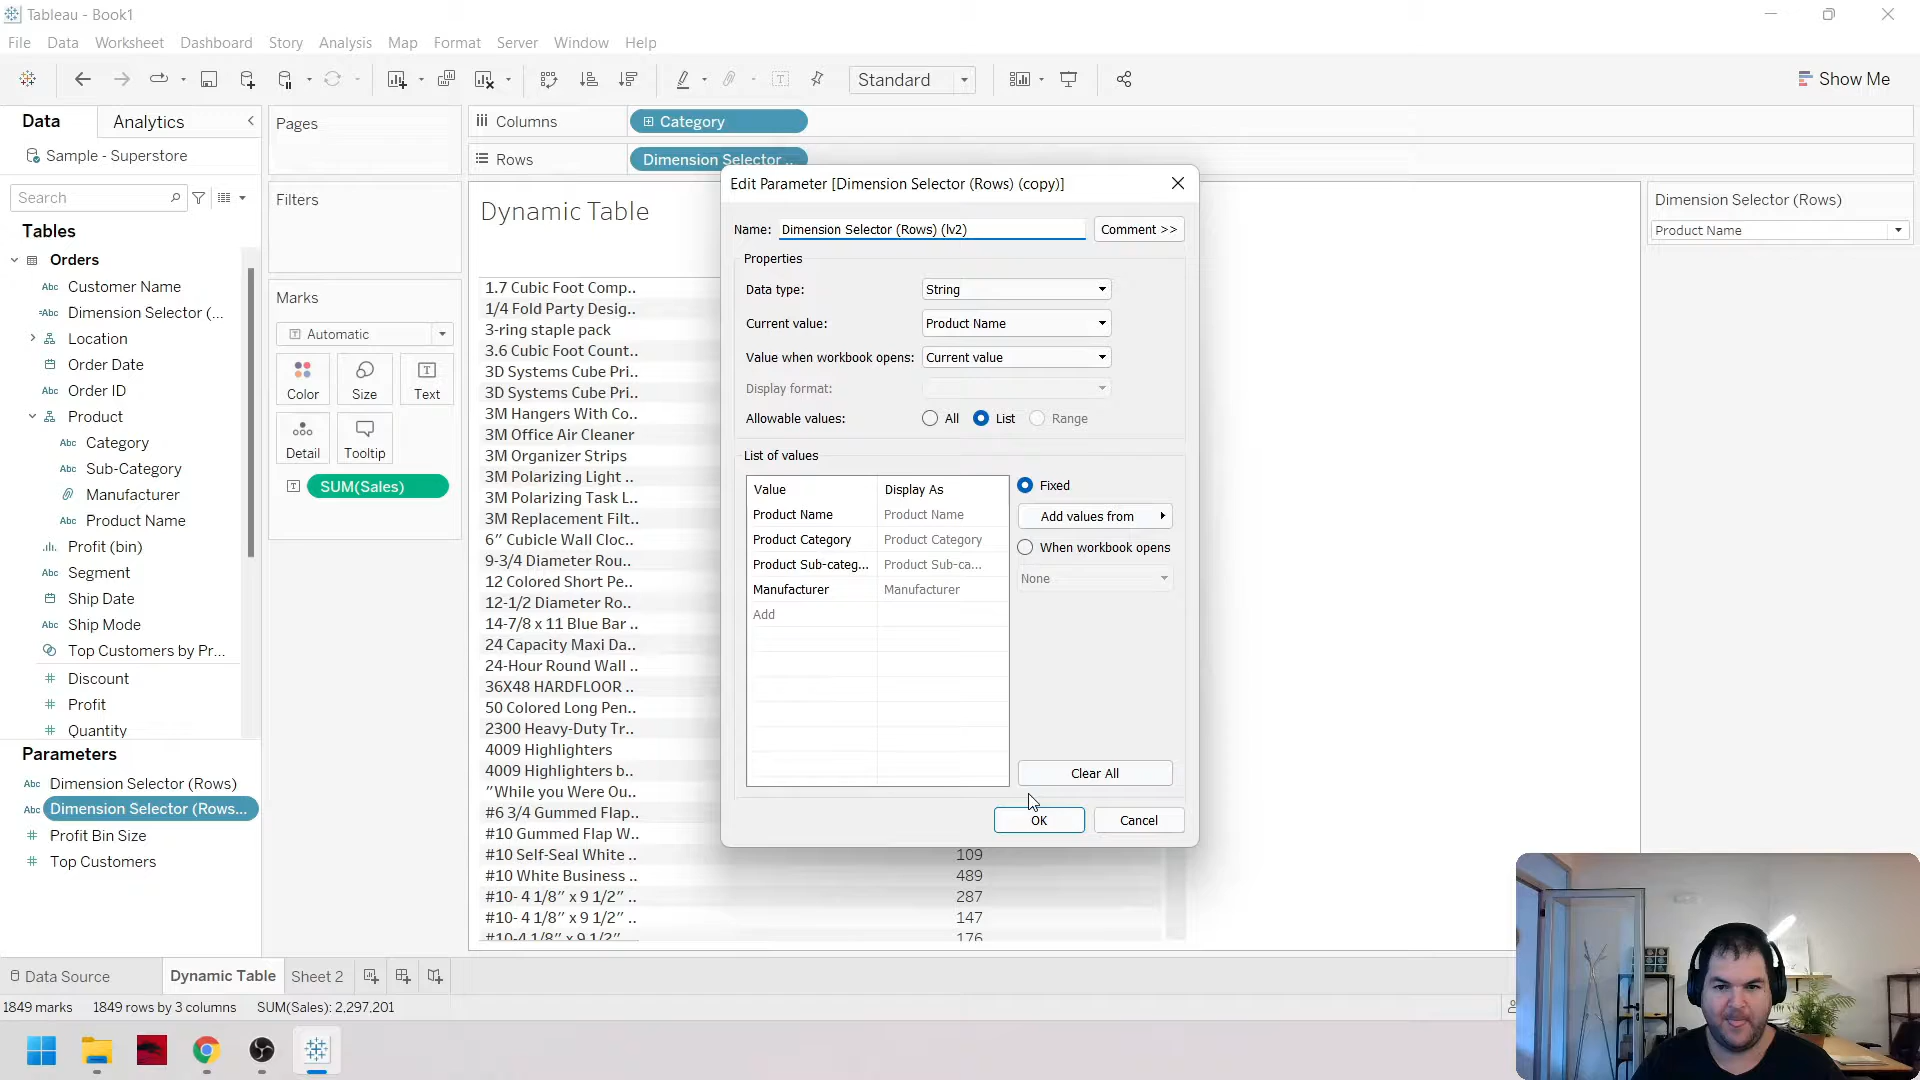 Tableau - Book1
File Data Worksheet Dashboard Story Analysis Map Format Server Window Help
Standard
Show Me
Data Analytics
Sample - Superstore
Search
Tables
Orders
Customer Name
Dimension Selector (...
Location
Order Date
Order ID
Product
Category
Sub-Category
Manufacturer
Product Name
Profit (bin)
Segment
Ship Date
Ship Mode
Top Customers by Pr...
Discount
Profit
Quantity
Parameters
Dimension Selector (Rows)
Dimension Selector (Rows...
Profit Bin Size
Top Customers
Pages
Filters
Marks
Automatic
Color Size Text
Detail Tooltip
SUM(Sales)
Columns Category
Rows Dimension Selector ..
Dynamic Table
1.7 Cubic Foot Comp..
1/4 Fold Party Desig..
3-ring staple pack
3.6 Cubic Foot Count..
3D Systems Cube Pri..
3D Systems Cube Pri..
3M Hangers With Co..
3M Office Air Cleaner
3M Organizer Strips
3M Polarizing Light ..
3M Polarizing Task L..
3M Replacement Filt..
6” Cubicle Wall Cloc..
9-3/4 Diameter Rou..
12 Colored Short Pe..
12-1/2 Diameter Ro..
14-7/8 x 11 Blue Bar ..
24 Capacity Maxi Da..
24-Hour Round Wall ..
36X48 HARDFLOOR ..
50 Colored Long Pen..
2300 Heavy-Duty Tr..
4009 Highlighters
4009 Highlighters b..
”While you Were Ou..
#6 3/4 Gummed Flap..
#10 Gummed Flap W..
#10 Self-Seal White .. 109
#10 White Business .. 489
#10- 4 1/8” x 9 1/2” .. 287
#10- 4 1/8” x 9 1/2” .. 147
#10-4 1/8” x 9 1/2” .. 176
Edit Parameter [Dimension Selector (Rows) (copy)]
Name: Dimension Selector (Rows) (lv2) Comment >>
Properties
Data type: String
Current value: Product Name
Value when workbook opens: Current value
Display format:
Allowable values: All List Range
List of values
Value Display As
Product Name Product Name
Product Category Product Category
Product Sub-categ... Product Sub-ca...
Manufacturer Manufacturer
Add
Fixed
Add values from
When workbook opens
None
Clear All
OK Cancel
Dimension Selector (Rows)
Product Name
Data Source Dynamic Table Sheet 2
1849 marks 1849 rows by 3 columns SUM(Sales): 2,297,201